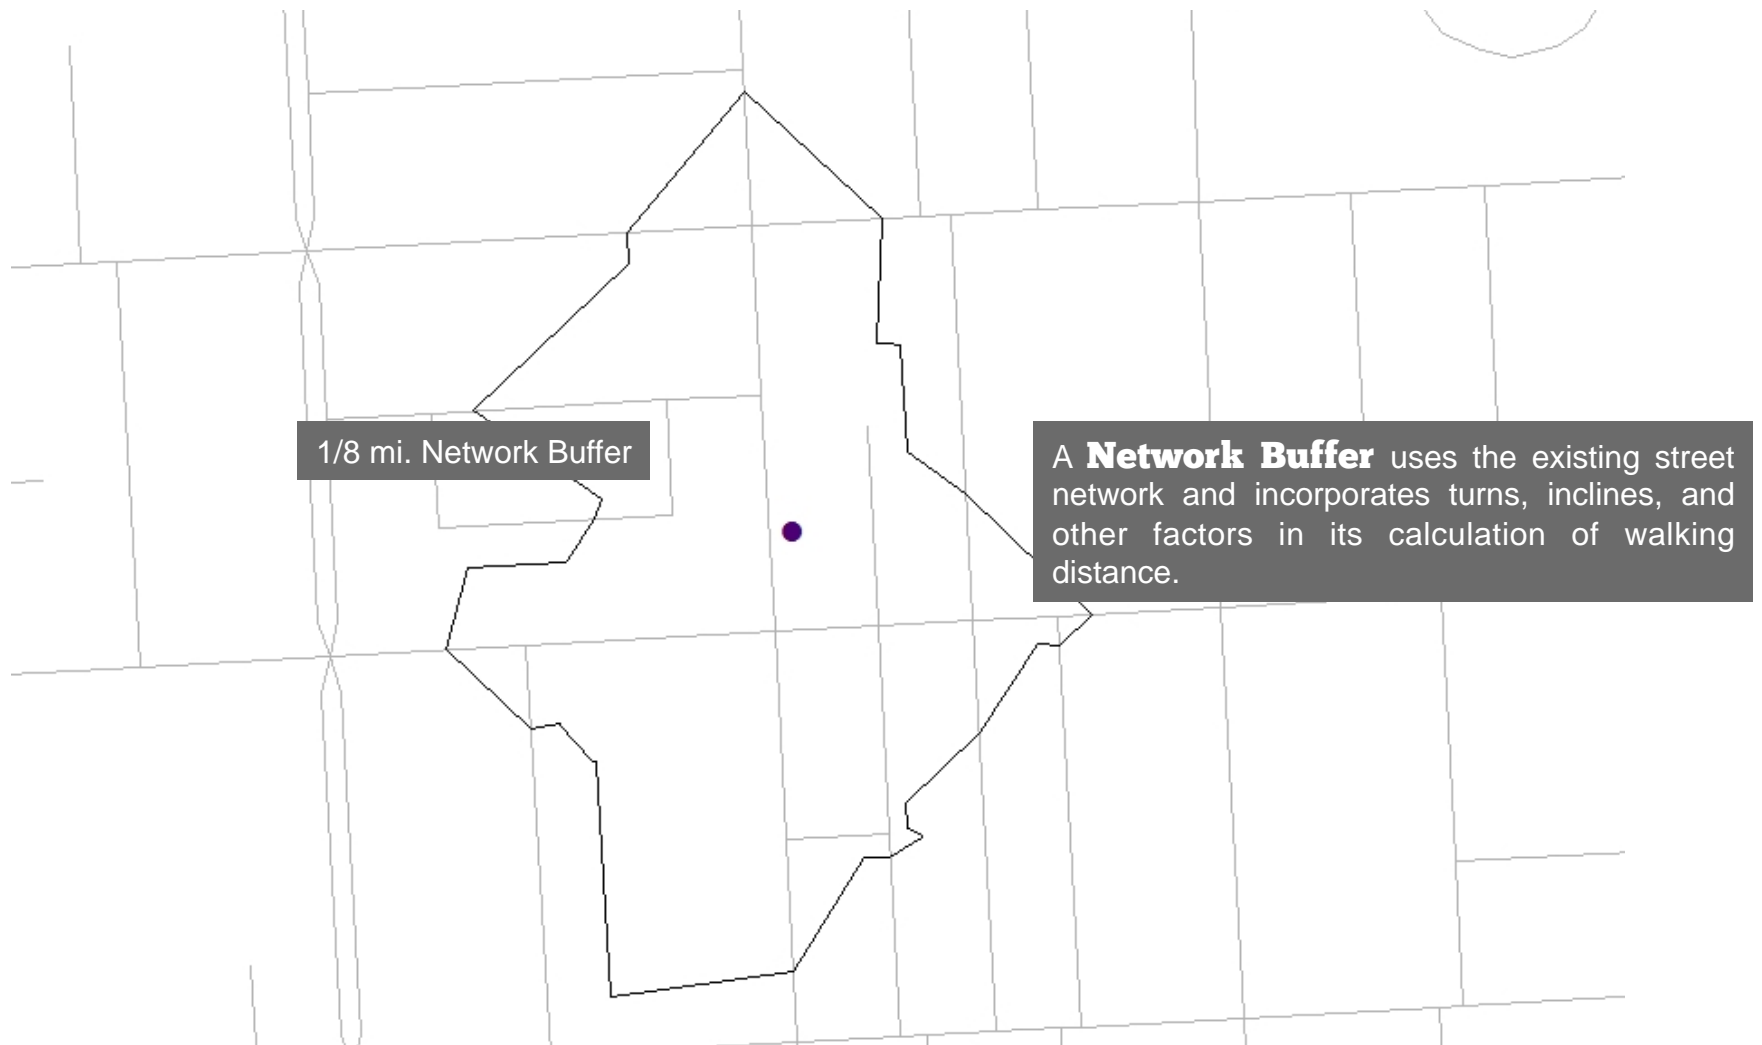 1/8 mi. Network Buffer
A Network Buffer uses the existing street
network and incorporates turns, inclines, and
other factors in its calculation of walking
distance.